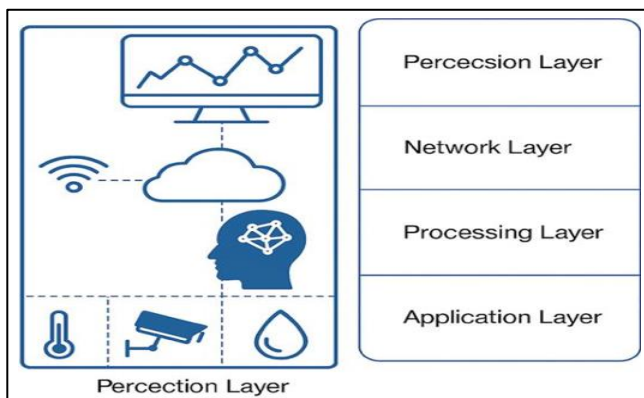 Percecsion Layer
Network Layer
Processing Layer
Application Layer
Percection Layer